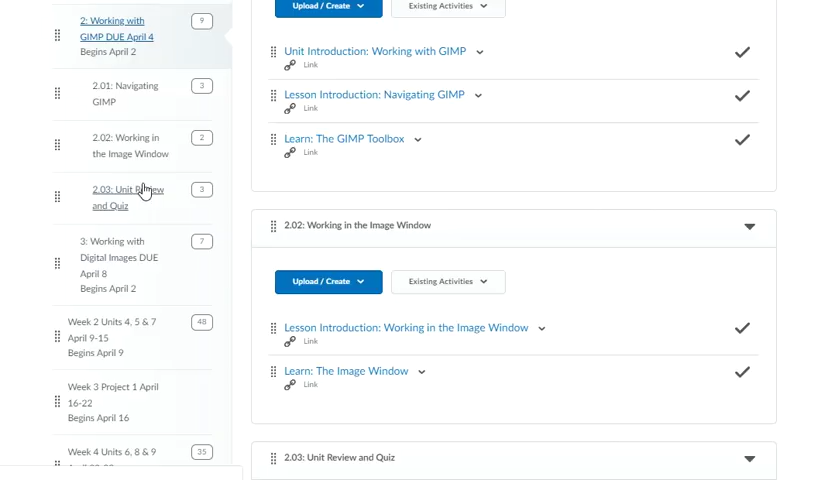 2: Working with
GIMP DUE April 4
Begins April 2
9
2.01: Navigating
GIMP
3
2.02: Working in
the Image Window
2
2.03: Unit Review
and Quiz
3
3: Working with
Digital Images DUE
April 8
Begins April 2
7
Week 2 Units 4, 5 & 7
April 9-15
Begins April 9
48
Week 3 Project 1 April
16-22
Begins April 16
Week 4 Units 6, 8 & 9
35
Upload / Create
Existing Activities
Unit Introduction: Working with GIMP
Link
Lesson Introduction: Navigating GIMP
Link
Learn: The GIMP Toolbox
Link
2.02: Working in the Image Window
Upload / Create
Existing Activities
Lesson Introduction: Working in the Image Window
Link
Learn: The Image Window
Link
2.03: Unit Review and Quiz